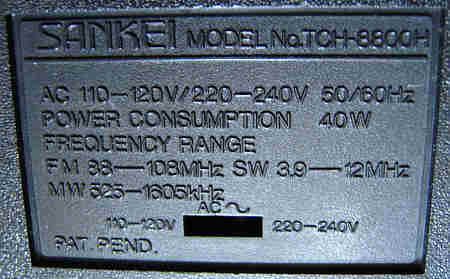 SANKEI MODEL No. TCH-8800H
AC 110-120V/220-240V 50/60Hz
POWER CONSUMPTION 40W
FREQUENCY RANGE
FM 88-108MHz SW 3.9-12MHz
MW 525-1605kHz
AC ~
110-120V 220-240V
PAT. PEND.